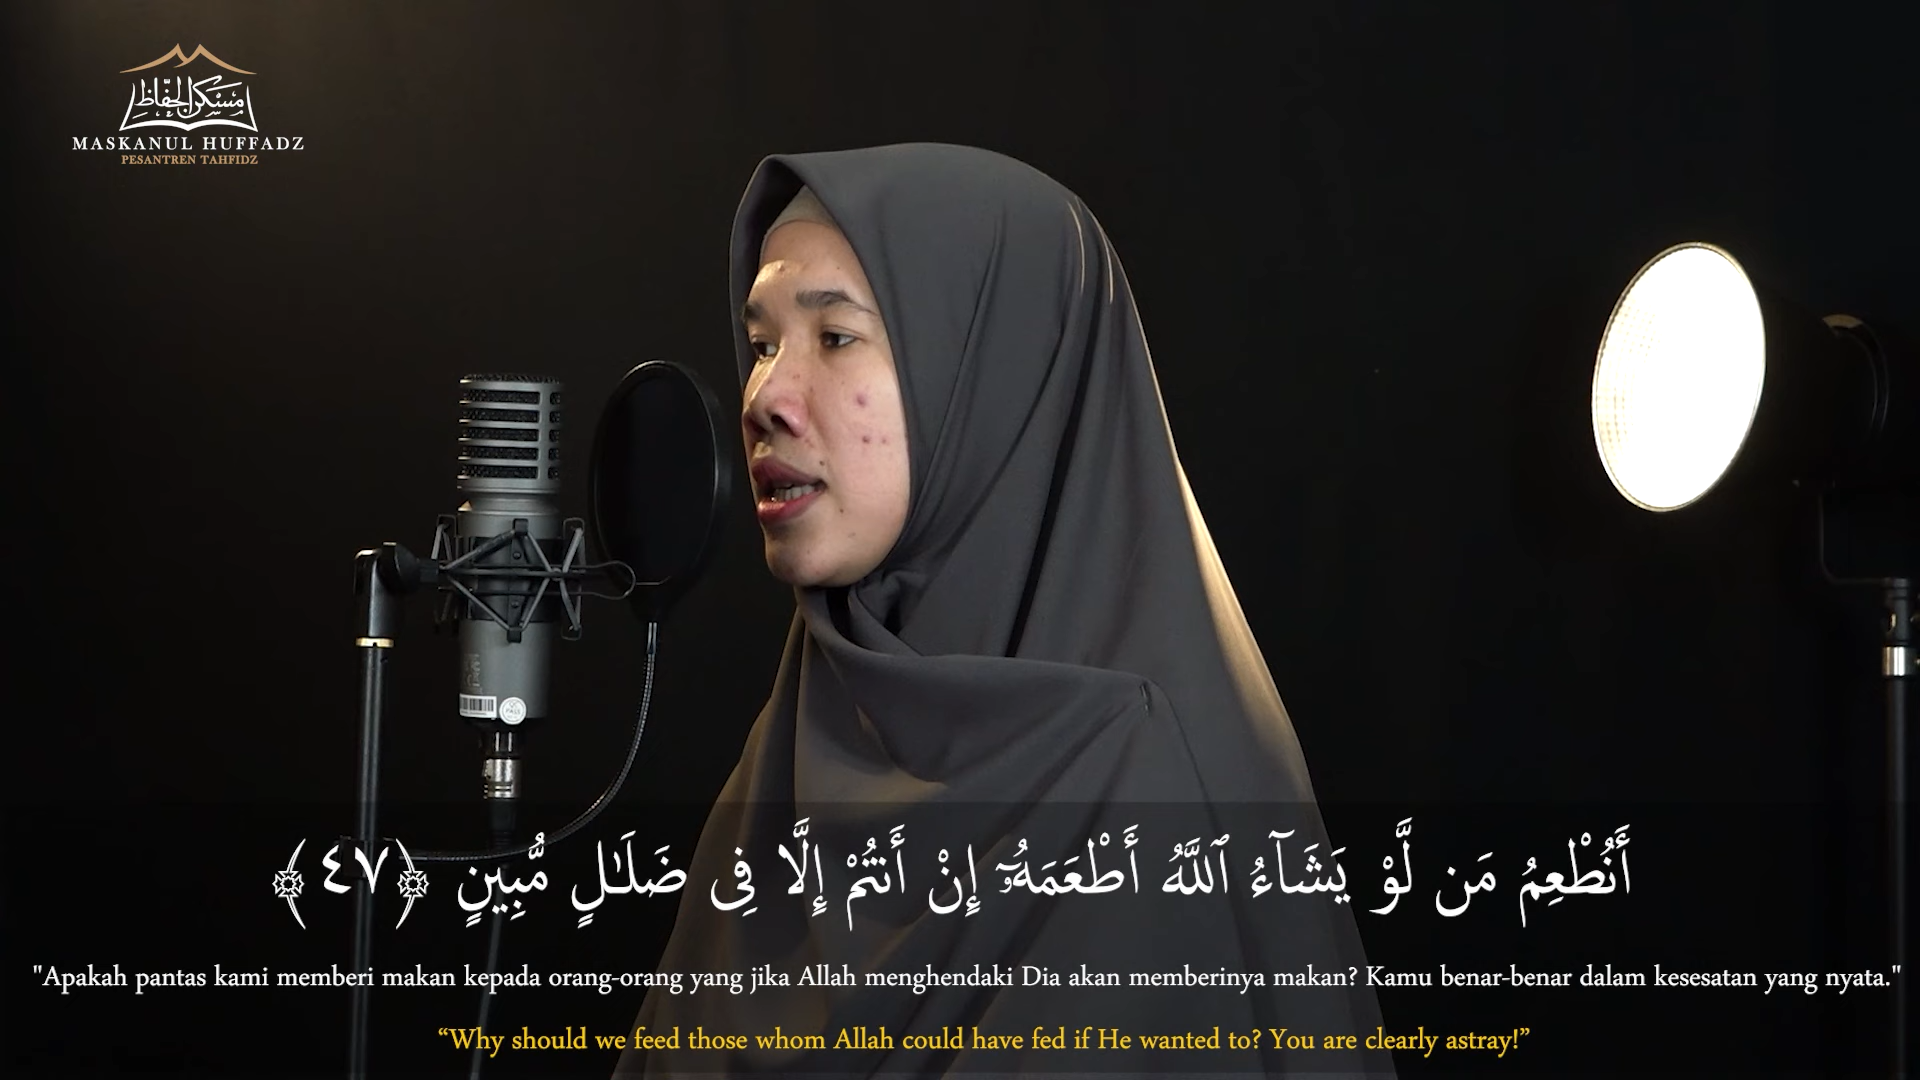 مسكن الحفاظ
MASKANUL HUFFADZ
PESANTREN TAHFIDZ
أَنُطْعِمُ مَن لَّوْ يَشَآءُ ٱللَّهُ أَطْعَمَهُۥٓ إِنْ أَنتُمْ إِلَّا فِى ضَلَـٰلٍ مُّبِينٍ ﴿٤٧﴾
"Apakah pantas kami memberi makan kepada orang-orang yang jika Allah menghendaki Dia akan memberinya makan? Kamu benar-benar dalam kesesatan yang nyata."
“Why should we feed those whom Allah could have fed if He wanted to? You are clearly astray!”